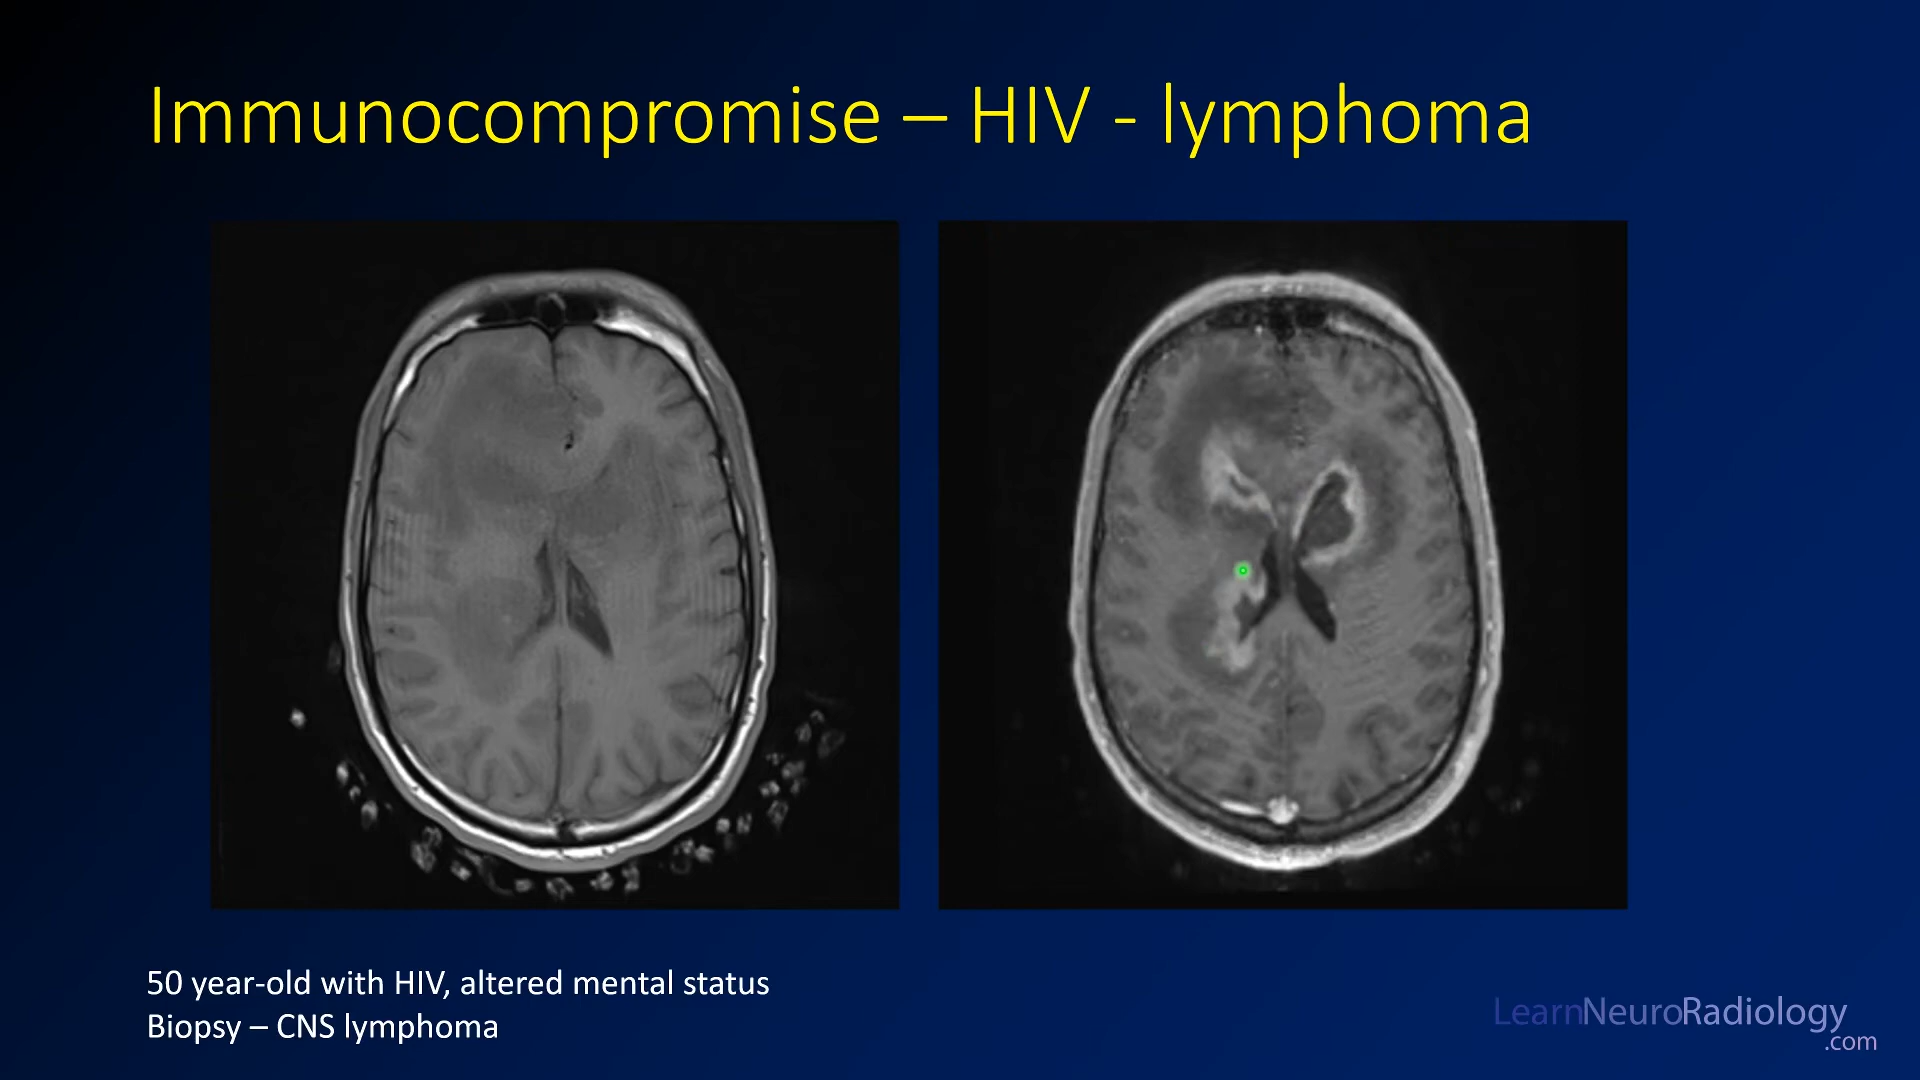 Immunocompromise – HIV - lymphoma
50 year-old with HIV, altered mental status
Biopsy – CNS lymphoma
LearnNeuroRadiology
.com